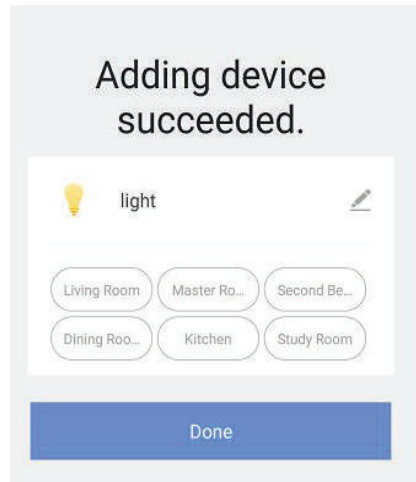 Adding device
succeeded.
light
Living Room Master Ro... Second Be...
Dining Roo... Kitchen Study Room
Done